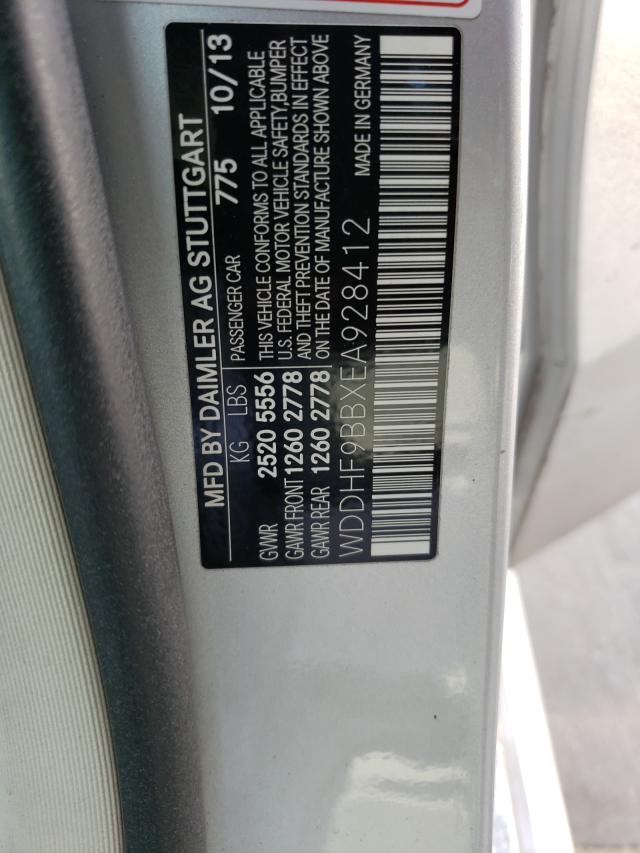 MFD BY DAIMLER AG STUTTGART
775 10/13
KG LBS
GVWR 2520 5556
GAWR FRONT 1260 2778
GAWR REAR 1260 2778
PASSENGER CAR
THIS VEHICLE CONFORMS TO ALL APPLICABLE
U.S. FEDERAL MOTOR VEHICLE SAFETY,BUMPER
AND THEFT PREVENTION STANDARDS IN EFFECT
ON THE DATE OF MANUFACTURE SHOWN ABOVE
WDDHF9BBXEA928412
MADE IN GERMANY